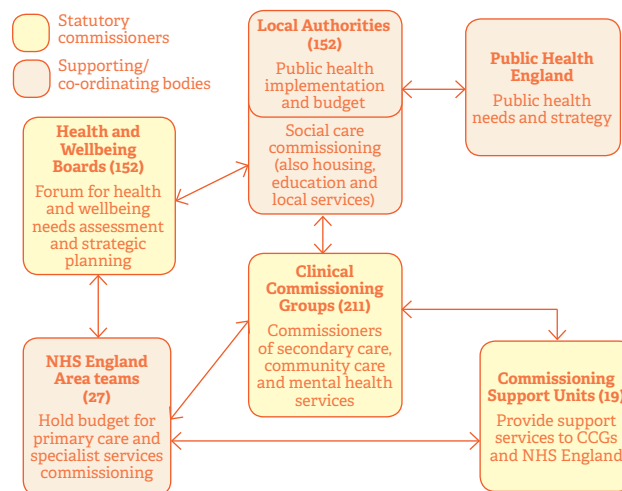 Statutory
commissioners
Supporting/
co-ordinating bodies
Local Authorities
(152)
Public health
implementation
and budget
Social care
commissioning
(also housing,
education and
local services)
Public Health
England
Public health
needs and strategy
Health and
Wellbeing
Boards (152)
Forum for health
and wellbeing
needs assessment
and strategic
planning
Clinical
Commissioning
Groups (211)
Commissioners
of secondary care,
community care
and mental health
services
NHS England
Area teams
(27)
Hold budget for
primary care and
specialist services
commissioning
Commissioning
Support Units (19)
Provide support
services to CCGs
and NHS England